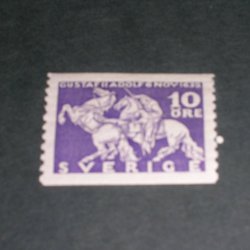 GUSTAF II ADOLF 6 NOV 1632
10
ÖRE
SVERIGE